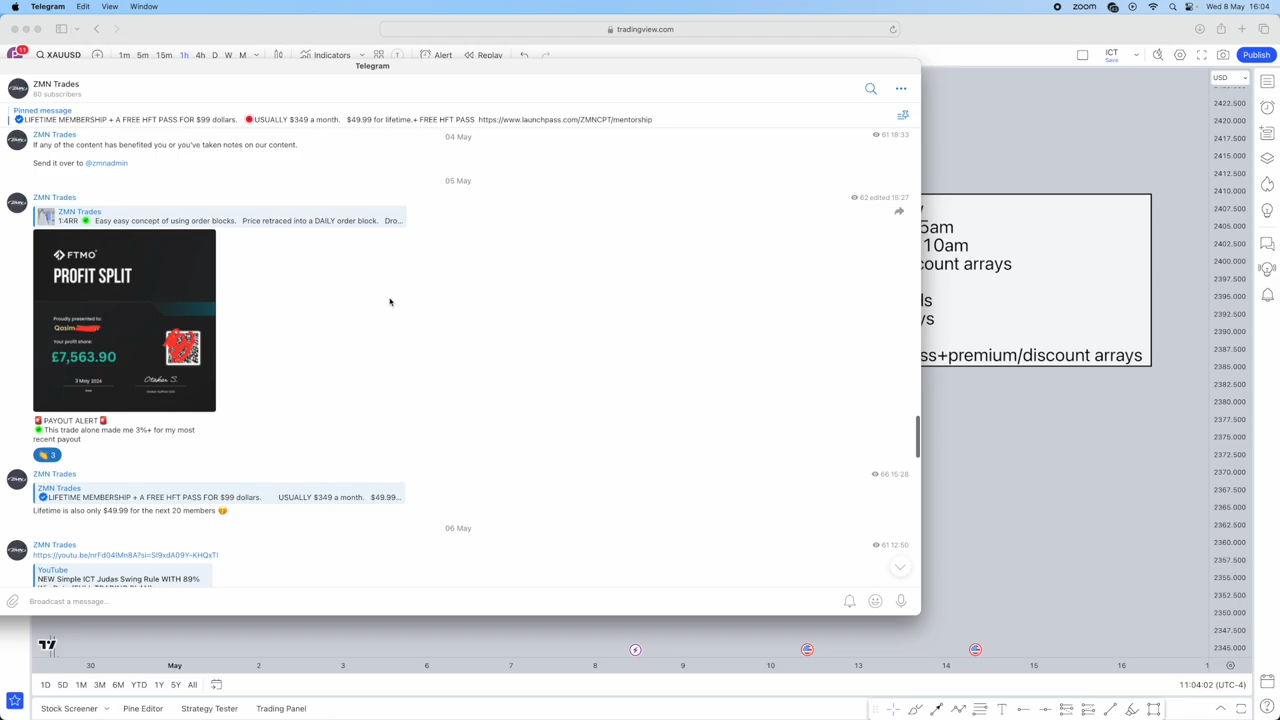 Telegram Edit View Window
zoom Wed 8 May 16:04
tradingview.com
11
XAUUSD 1m 5m 15m 1h 4h D W M Indicators Alert Replay ICT
Save
Publish
Telegram
ZMN Trades
80 subscribers
Pinned message
LIFETIME MEMBERSHIP + A FREE HFT PASS FOR $99 dollars. USUALLY $349 a month. $49.99 for lifetime.+ FREE HFT PASS https://www.launchpass.com/ZMNCPT/mentorship
ZMN Trades 61 18:33
04 May
If any of the content has benefited you or you've taken notes on our content.
Send it over to @zmnadmin
05 May
ZMN Trades 62 edited 15:27
ZMN Trades
1:4RR Easy easy concept of using order blocks. Price retraced into a DAILY order block. Dro...
FTMO
PROFIT SPLIT
Proudly presented to:
Qasim
Your profit share:
£7,563.90
3 May 2024
🚨PAYOUT ALERT🚨
This trade alone made me 3%+ for my most
recent payout
👏 3
ZMN Trades 66 15:28
ZMN Trades
LIFETIME MEMBERSHIP + A FREE HFT PASS FOR $99 dollars. USUALLY $349 a month. $49.99...
Lifetime is also only $49.99 for the next 20 members
06 May
ZMN Trades 61 12:50
https://youtu.be/nrFd04lMn8A?si=SI9xdA09Y-KHQxTl
YouTube
NEW Simple ICT Judas Swing Rule WITH 89%
Broadcast a message...
5am
10am
count arrays
ls
ys
ss+premium/discount arrays
USD
2422.500
2420.000
2417.500
2415.000
2412.500
2410.000
2407.500
2405.000
2402.500
2400.000
2397.500
2395.000
2392.500
2390.000
2387.500
2385.000
2382.500
2380.000
2377.500
2375.000
2372.500
2370.000
2367.500
2365.000
2362.500
2360.000
2357.500
2355.000
2352.500
2350.000
2347.500
2345.000
30 May 2 3 6 7 8 9 10 13 14 15 16 1
1D 5D 1M 3M 6M YTD 1Y 5Y All
11:04:02 (UTC-4)
Stock Screener Pine Editor Strategy Tester Trading Panel